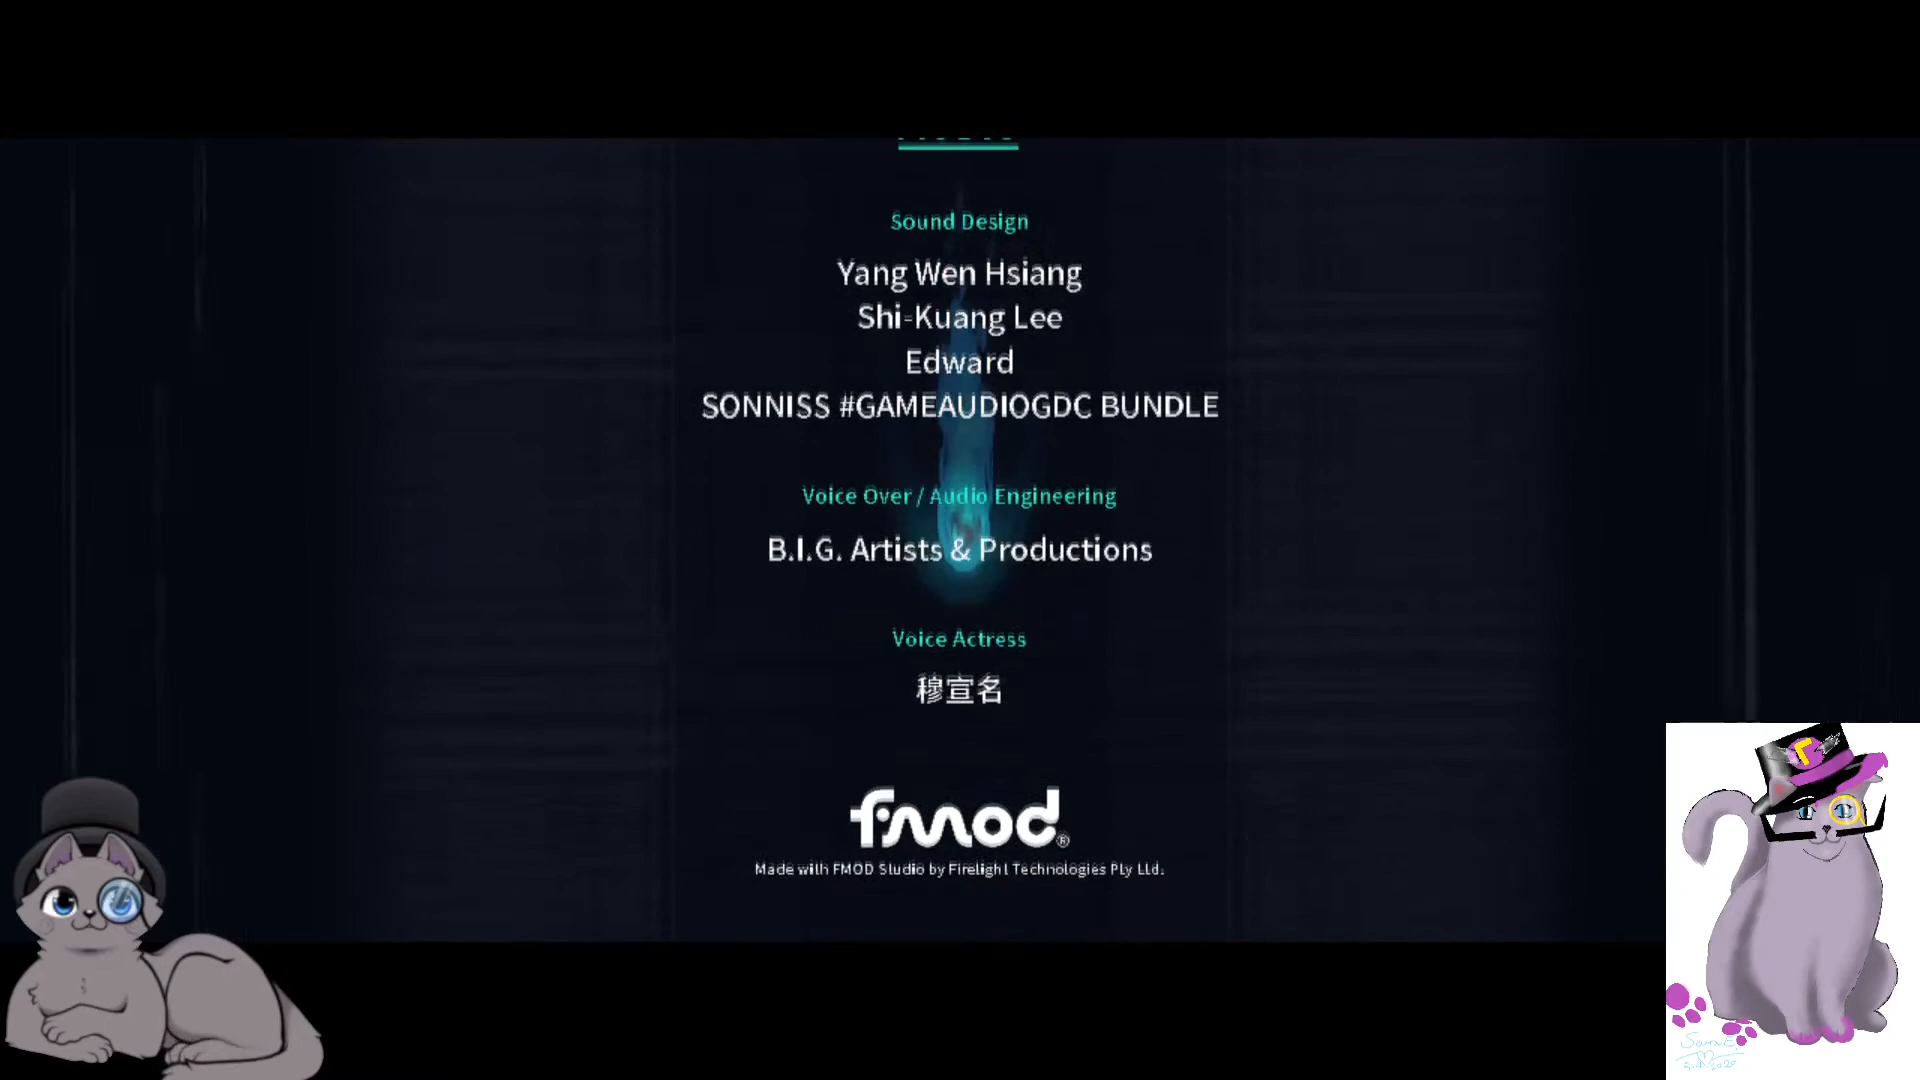 Sound Design
Yang Wen Hsiang
Shi-Kuang Lee
Edward
SONNISS #GAMEAUDIOGDC BUNDLE
Voice Over / Audio Engineering
B.I.G. Artists & Productions
Voice Actress
穆宣名
fmod®
Made with FMOD Studio by Firelight Technologies Pty Ltd.